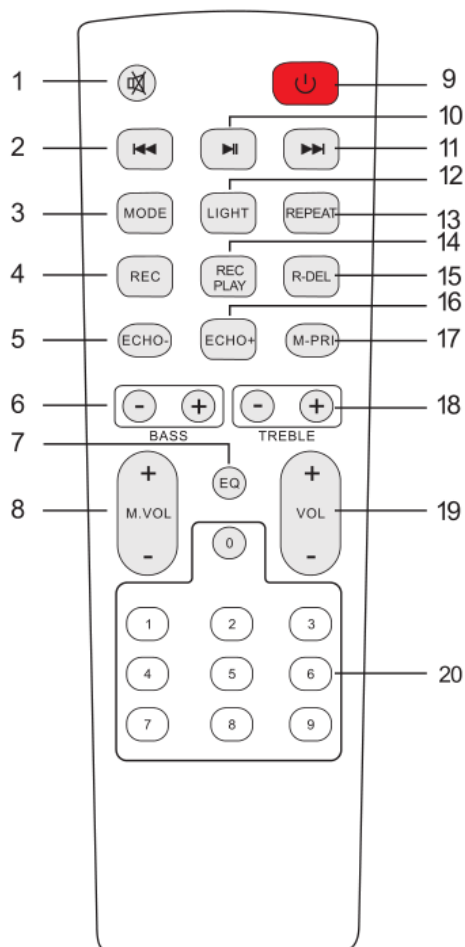 1 9
10
2 11
12
3 MODE LIGHT REPEAT 13
14
4 REC REC PLAY R-DEL 15
16
5 ECHO- ECHO+ M-PRI 17
6 - + - + 18
BASS TREBLE
7
EQ
+ +
8 M.VOL VOL 19
- -
0
1 2 3
4 5 6 20
7 8 9